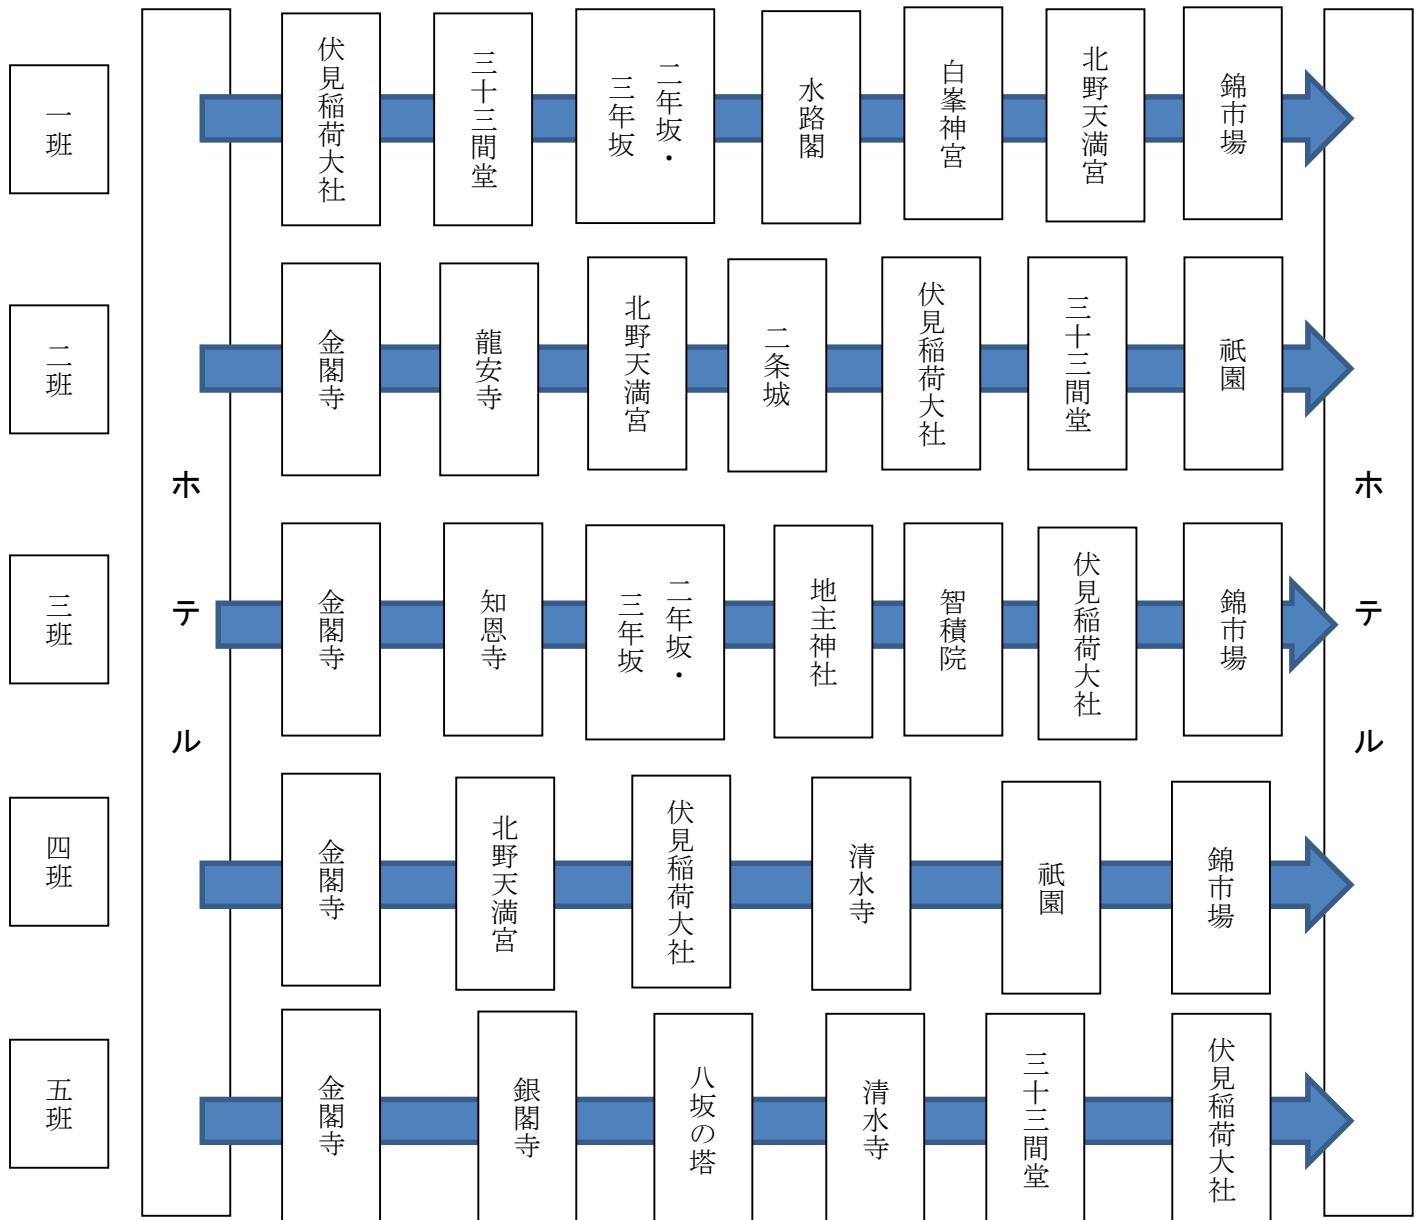 一班
ホテル
伏見稲荷大社
三十三間堂
二年坂・
三年坂
水路閣
白峯神宮
北野天満宮
錦市場
ホテル
二班
金閣寺
龍安寺
北野天満宮
二条城
伏見稲荷大社
三十三間堂
祇園
三班
金閣寺
知恩寺
二年坂・
三年坂
地主神社
智積院
伏見稲荷大社
錦市場
四班
金閣寺
北野天満宮
伏見稲荷大社
清水寺
祇園
錦市場
五班
金閣寺
銀閣寺
八坂の塔
清水寺
三十三間堂
伏見稲荷大社